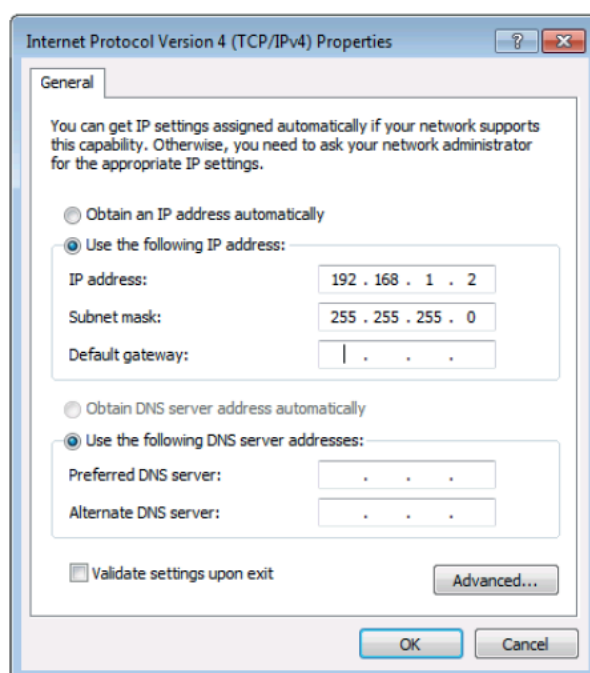 Internet Protocol Version 4 (TCP/IPv4) Properties
General
You can get IP settings assigned automatically if your network supports
this capability. Otherwise, you need to ask your network administrator
for the appropriate IP settings.
Obtain an IP address automatically
Use the following IP address:
IP address: 192 . 168 . 1 . 2
Subnet mask: 255 . 255 . 255 . 0
Default gateway: . . .
Obtain DNS server address automatically
Use the following DNS server addresses:
Preferred DNS server: . . .
Alternate DNS server: . . .
Validate settings upon exit
Advanced...
OK Cancel